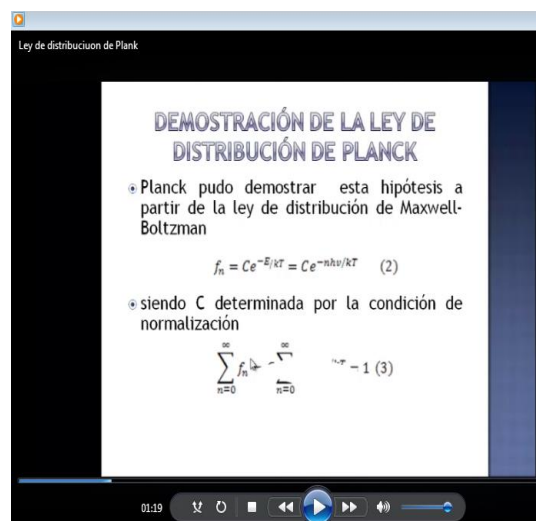 Ley de distribuciuon de Plank
DEMOSTRACIÓN DE LA LEY DE
DISTRIBUCIÓN DE PLANCK
Planck pudo demostrar esta hipótesis a
partir de la ley de distribución de Maxwell-
Boltzman
fₙ = Ce^{-E/kT} = Ce^{-nhν/kT} (2)
siendo C determinada por la condición de
normalización
∑_{n=0}^{∞} fₙ ∑_{n=0}^{∞} − 1 (3)
01:19